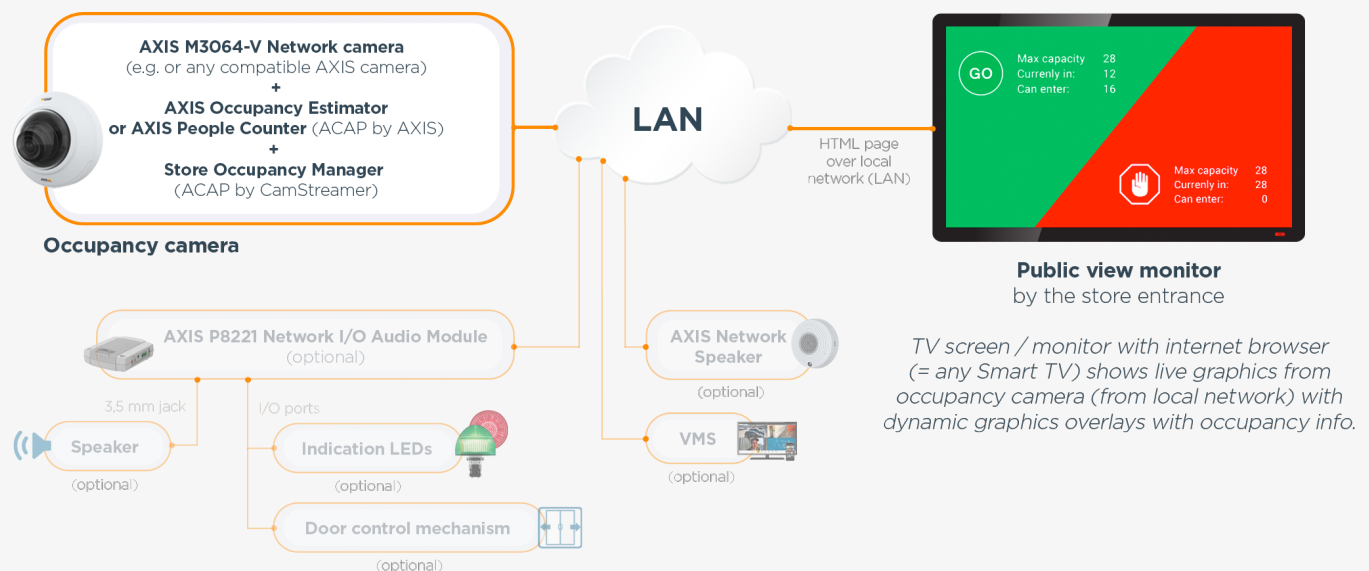 AXIS M3064-V Network camera
(e.g. or any compatible AXIS camera)
+
AXIS Occupancy Estimator
or AXIS People Counter (ACAP by AXIS)
+
Store Occupancy Manager
(ACAP by CamStreamer)
Occupancy camera
LAN
HTML page
over local
network (LAN)
GO
Max capacity 28
Currenly in: 12
Can enter: 16
Max capacity 28
Currenly in: 28
Can enter: 0
Public view monitor
by the store entrance
TV screen / monitor with internet browser
(= any Smart TV) shows live graphics from
occupancy camera (from local network) with
dynamic graphics overlays with occupancy info.
AXIS P8221 Network I/O Audio Module
(optional)
3,5 mm jack
I/O ports
Speaker
(optional)
Indication LEDs
(optional)
Door control mechanism
(optional)
AXIS Network
Speaker
(optional)
VMS
(optional)